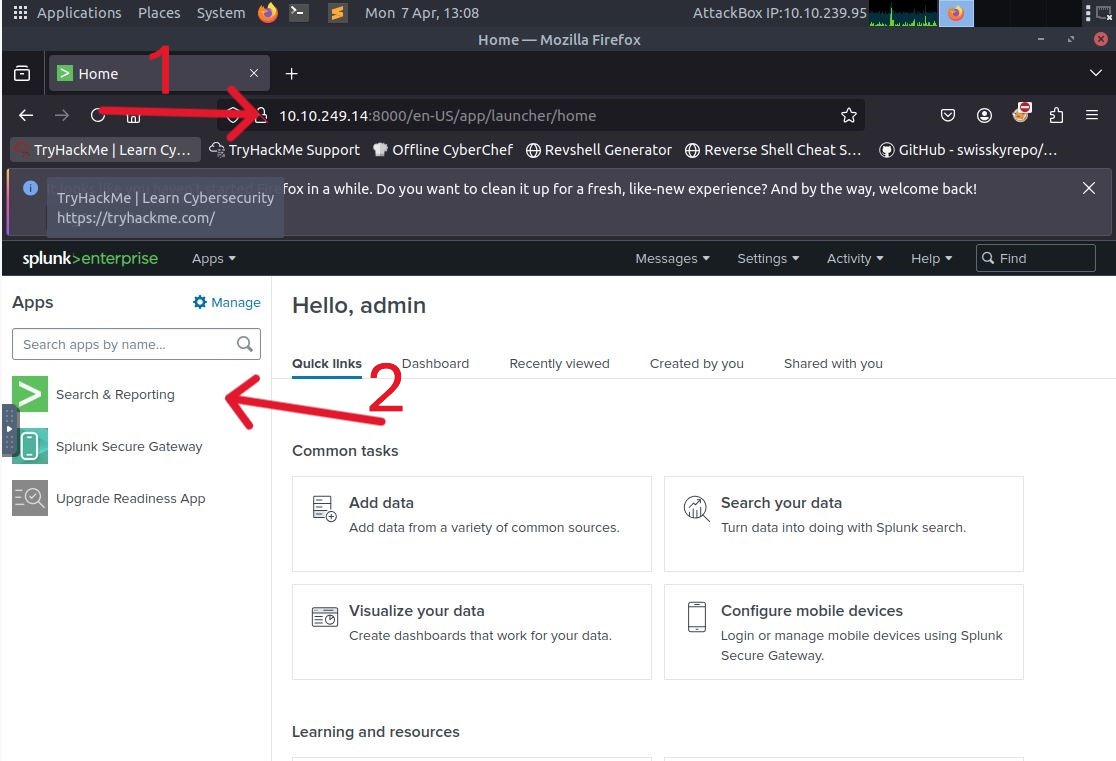 Applications Places System Mon 7 Apr, 13:08 AttackBox IP:10.10.239.95
Home — Mozilla Firefox
Home
1
10.10.249.14:8000/en-US/app/launcher/home
TryHackMe | Learn Cy... TryHackMe Support Offline CyberChef Revshell Generator Reverse Shell Cheat S... GitHub - swisskyrepo/...
fox in a while. Do you want to clean it up for a fresh, like-new experience? And by the way, welcome back!
TryHackMe | Learn Cybersecurity
https://tryhackme.com/
splunk>enterprise Apps Messages Settings Activity Help Find
Apps Manage
Hello, admin
Search apps by name...
Quick links Dashboard Recently viewed Created by you Shared with you
2
Search & Reporting
Splunk Secure Gateway
Upgrade Readiness App
Common tasks
Add data
Add data from a variety of common sources.
Search your data
Turn data into doing with Splunk search.
Visualize your data
Create dashboards that work for your data.
Configure mobile devices
Login or manage mobile devices using Splunk
Secure Gateway.
Learning and resources